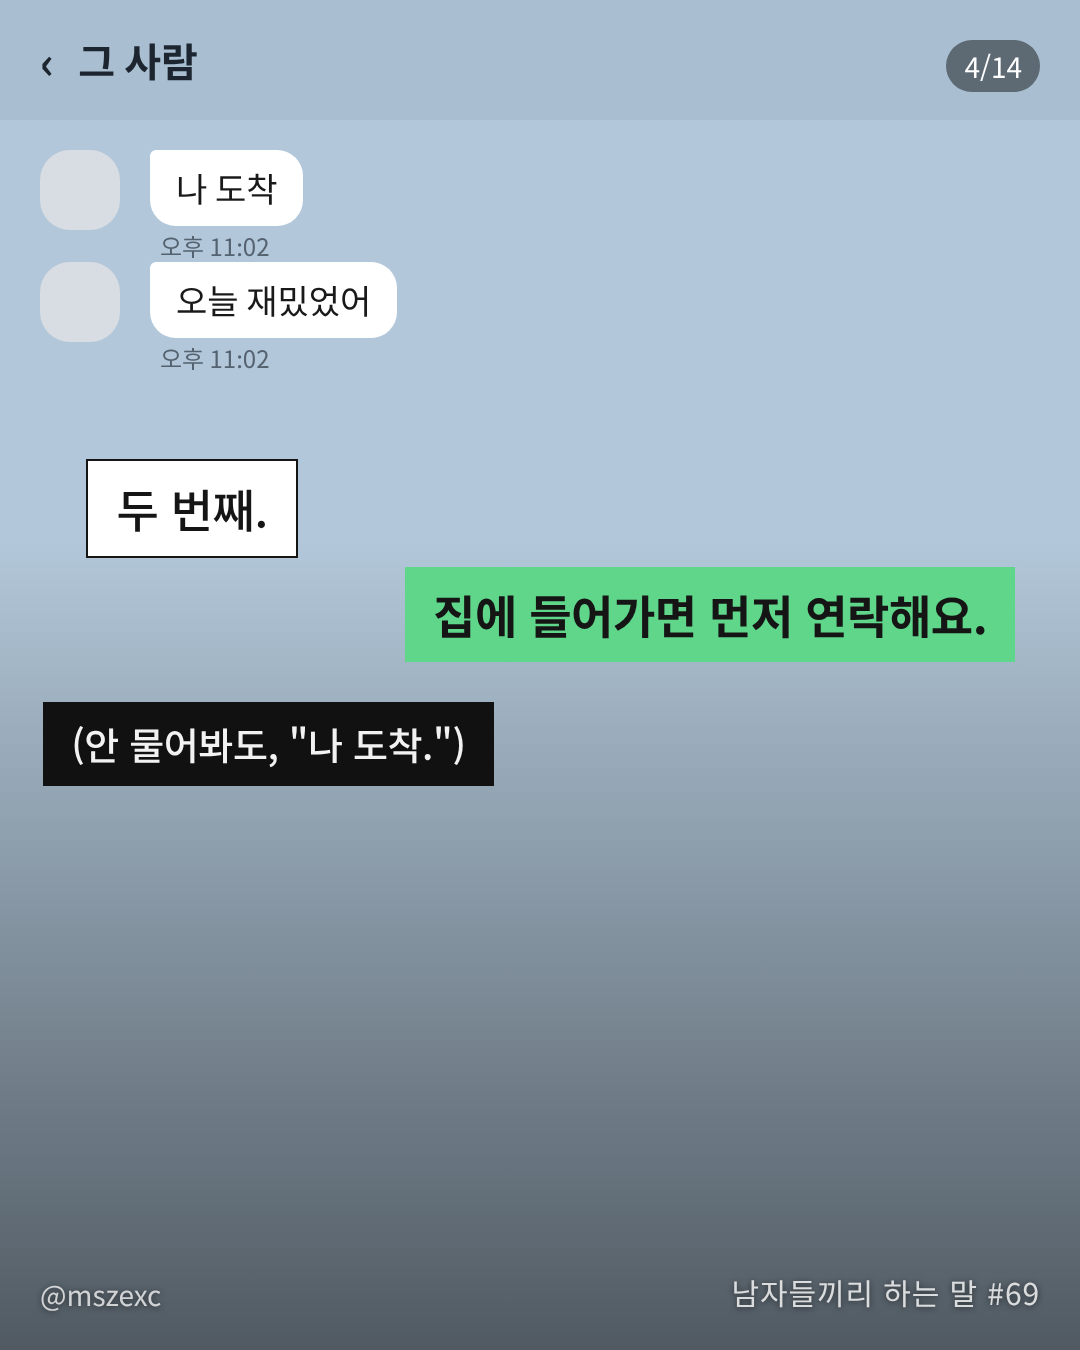 ‹ 그 사람
4/14
나 도착
오후 11:02
오늘 재밌었어
오후 11:02
두 번째.
집에 들어가면 먼저 연락해요.
(안 물어봐도, "나 도착.")
@mszexc
남자들끼리 하는 말 #69